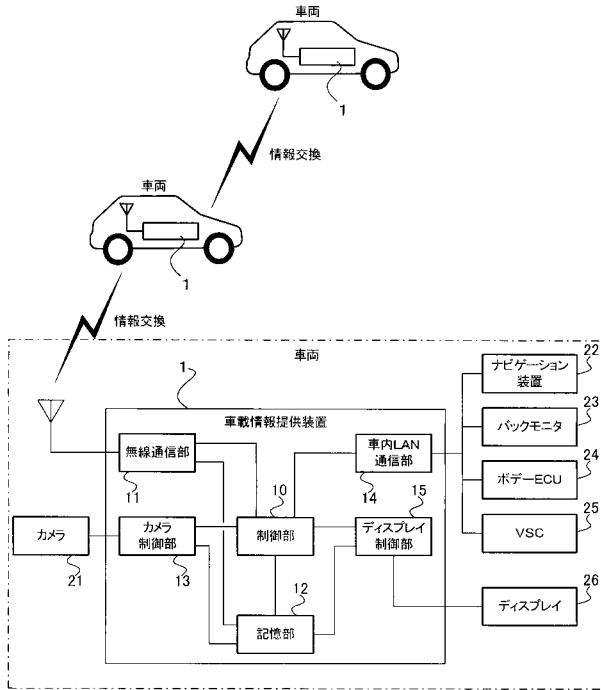 車両
1
情報交換
車両
1
情報交換
車両
1
車載情報提供装置
無線通信部
11
車内LAN
通信部
14
ナビゲーション
装置
22
バックモニタ
23
ボデーECU
24
VSC
25
カメラ
21
カメラ
制御部
13
10
制御部
15
ディスプレイ
制御部
12
記憶部
ディスプレイ
26